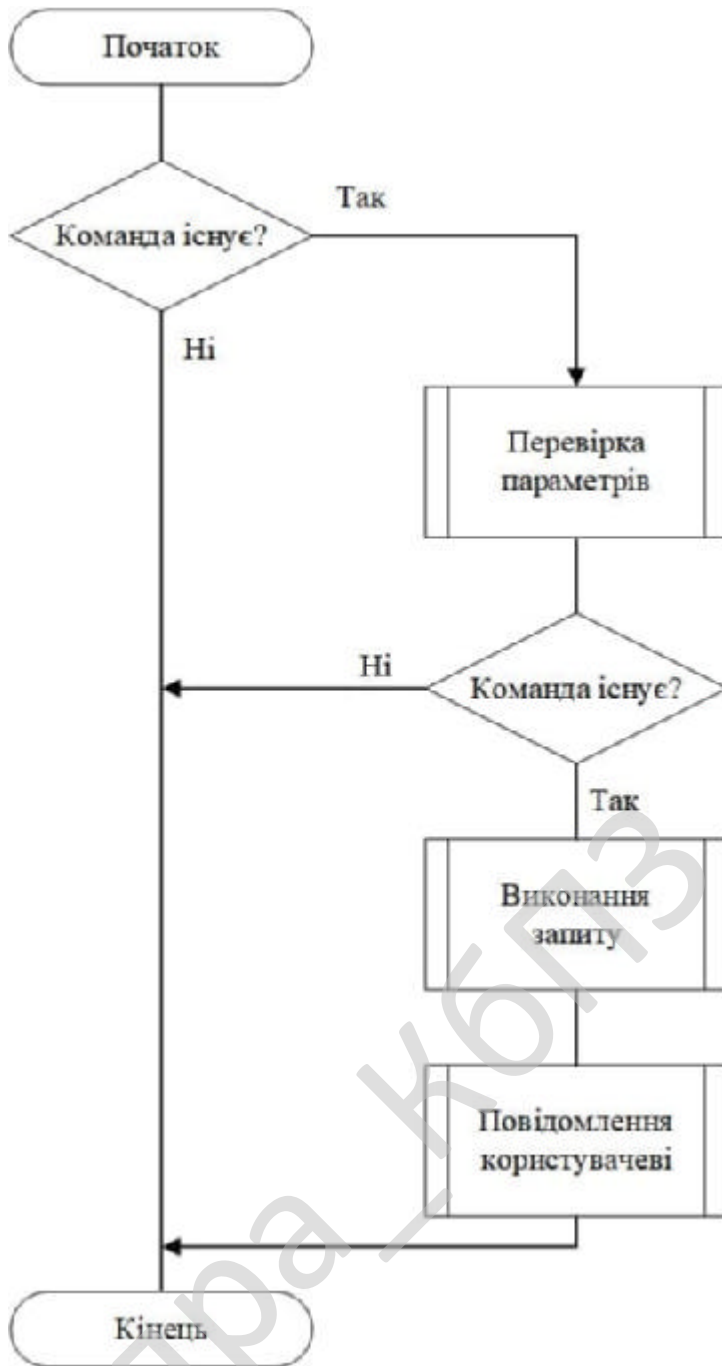 Початок
Команда існує?
Так
Ні
Перевірка
параметрів
Ні
Команда існує?
Так
Виконання
запиту
Повідомлення
користувачеві
Кінець